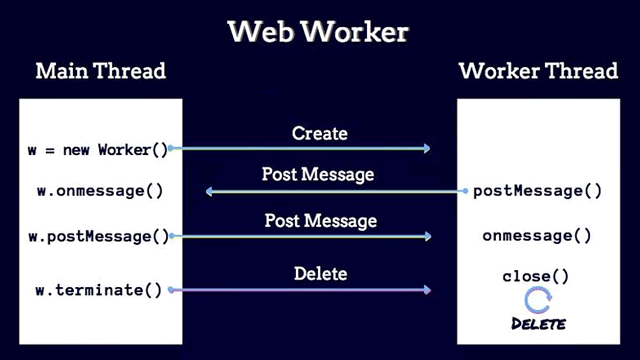 Web Worker
Main Thread
Worker Thread
w = new Worker()
Create
w.onmessage()
Post Message
postMessage()
w.postMessage()
Post Message
onmessage()
w.terminate()
Delete
close()
DELETE